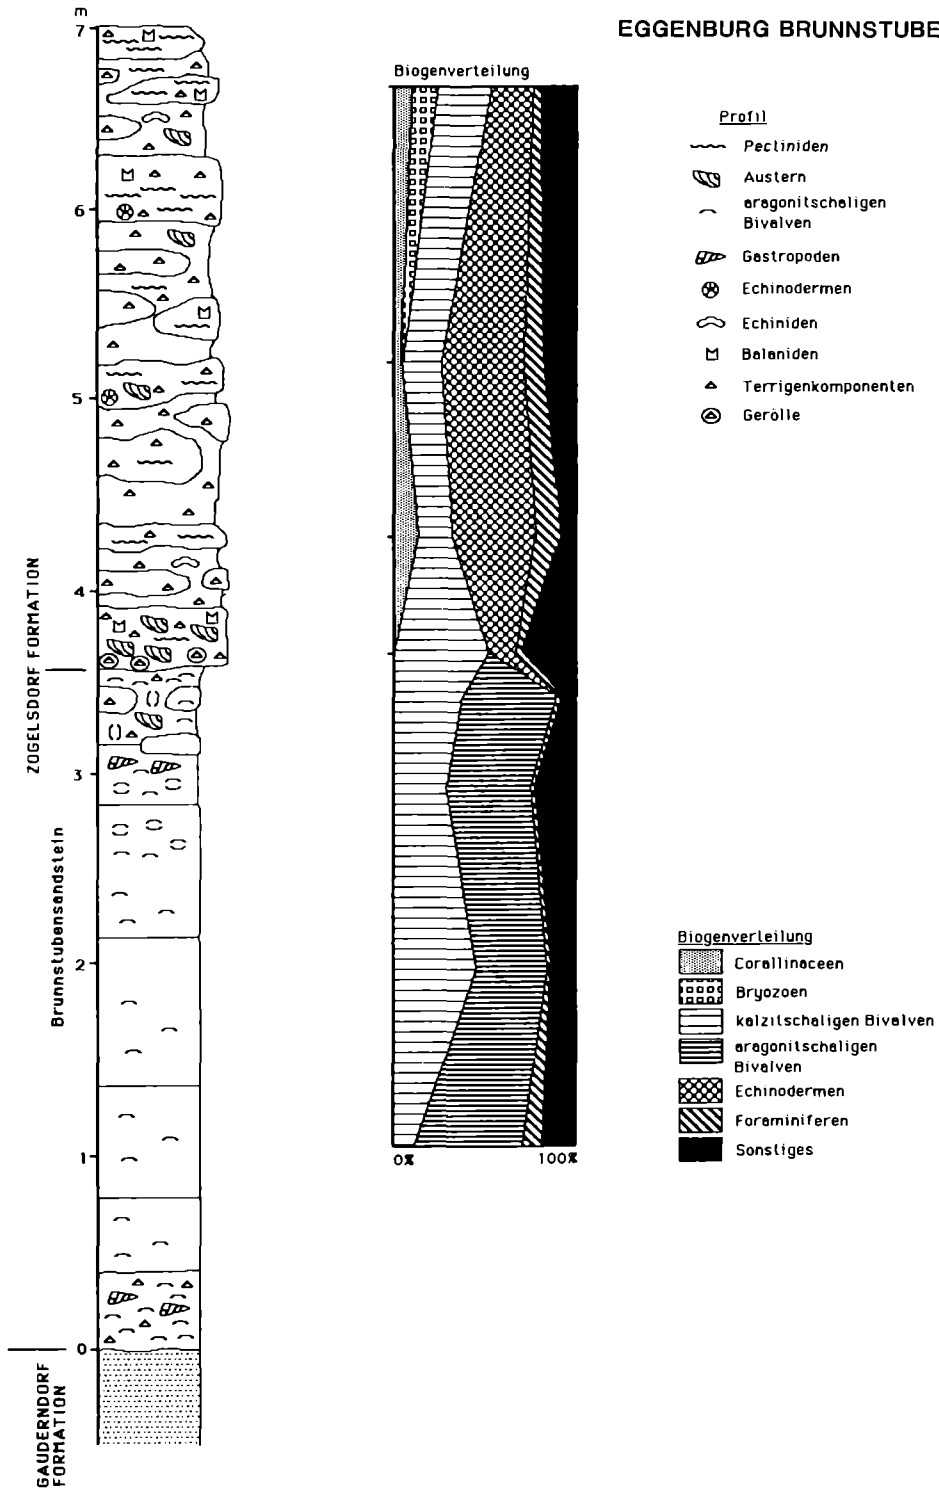 EGGENBURG BRUNNSTUBE
m
7
6
5
4
3
2
1
0
ZOGELSDORF FORMATION
Brunnstubensandstein
GAUDERNDORF
FORMATION
Biogenverteilung
0%
100%
Profil
Pectiniden
Austern
aragonitschaligen
Bivalven
Gastropoden
Echinodermen
Echiniden
Balaniden
Terrigenkomponenten
Gerölle
Biogenverteilung
Corallinaceen
Bryozoen
kalzitschaligen Bivalven
aragonitschaligen
Bivalven
Echinodermen
Foraminiferen
Sonstiges